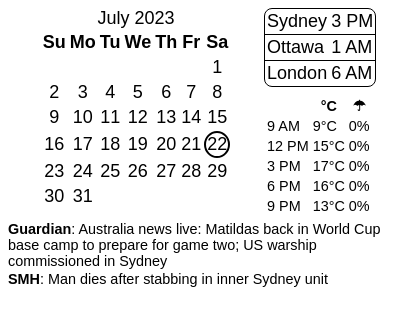 July 2023
Su Mo Tu We Th Fr Sa
1
2 3 4 5 6 7 8
9 10 11 12 13 14 15
16 17 18 19 20 21 22
23 24 25 26 27 28 29
30 31
Sydney 3 PM
Ottawa 1 AM
London 6 AM
°C ☂
9 AM 9°C 0%
12 PM 15°C 0%
3 PM 17°C 0%
6 PM 16°C 0%
9 PM 13°C 0%
Guardian: Australia news live: Matildas back in World Cup
base camp to prepare for game two; US warship
commissioned in Sydney
SMH: Man dies after stabbing in inner Sydney unit